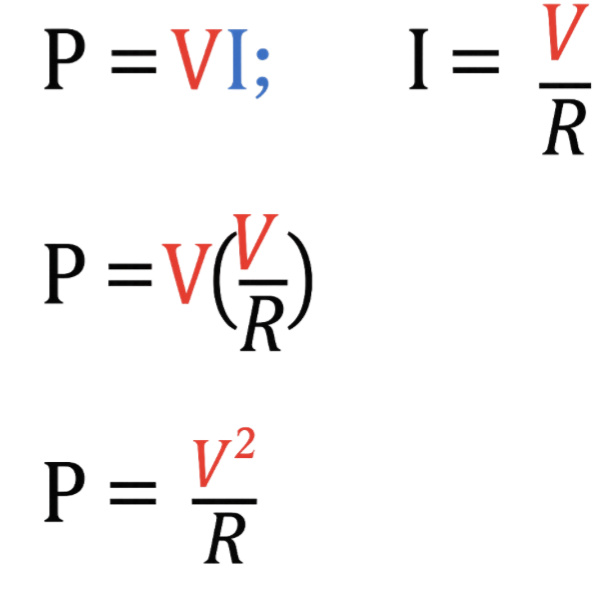 P = VI; I = V/R
P = V(V/R)
P = V²/R